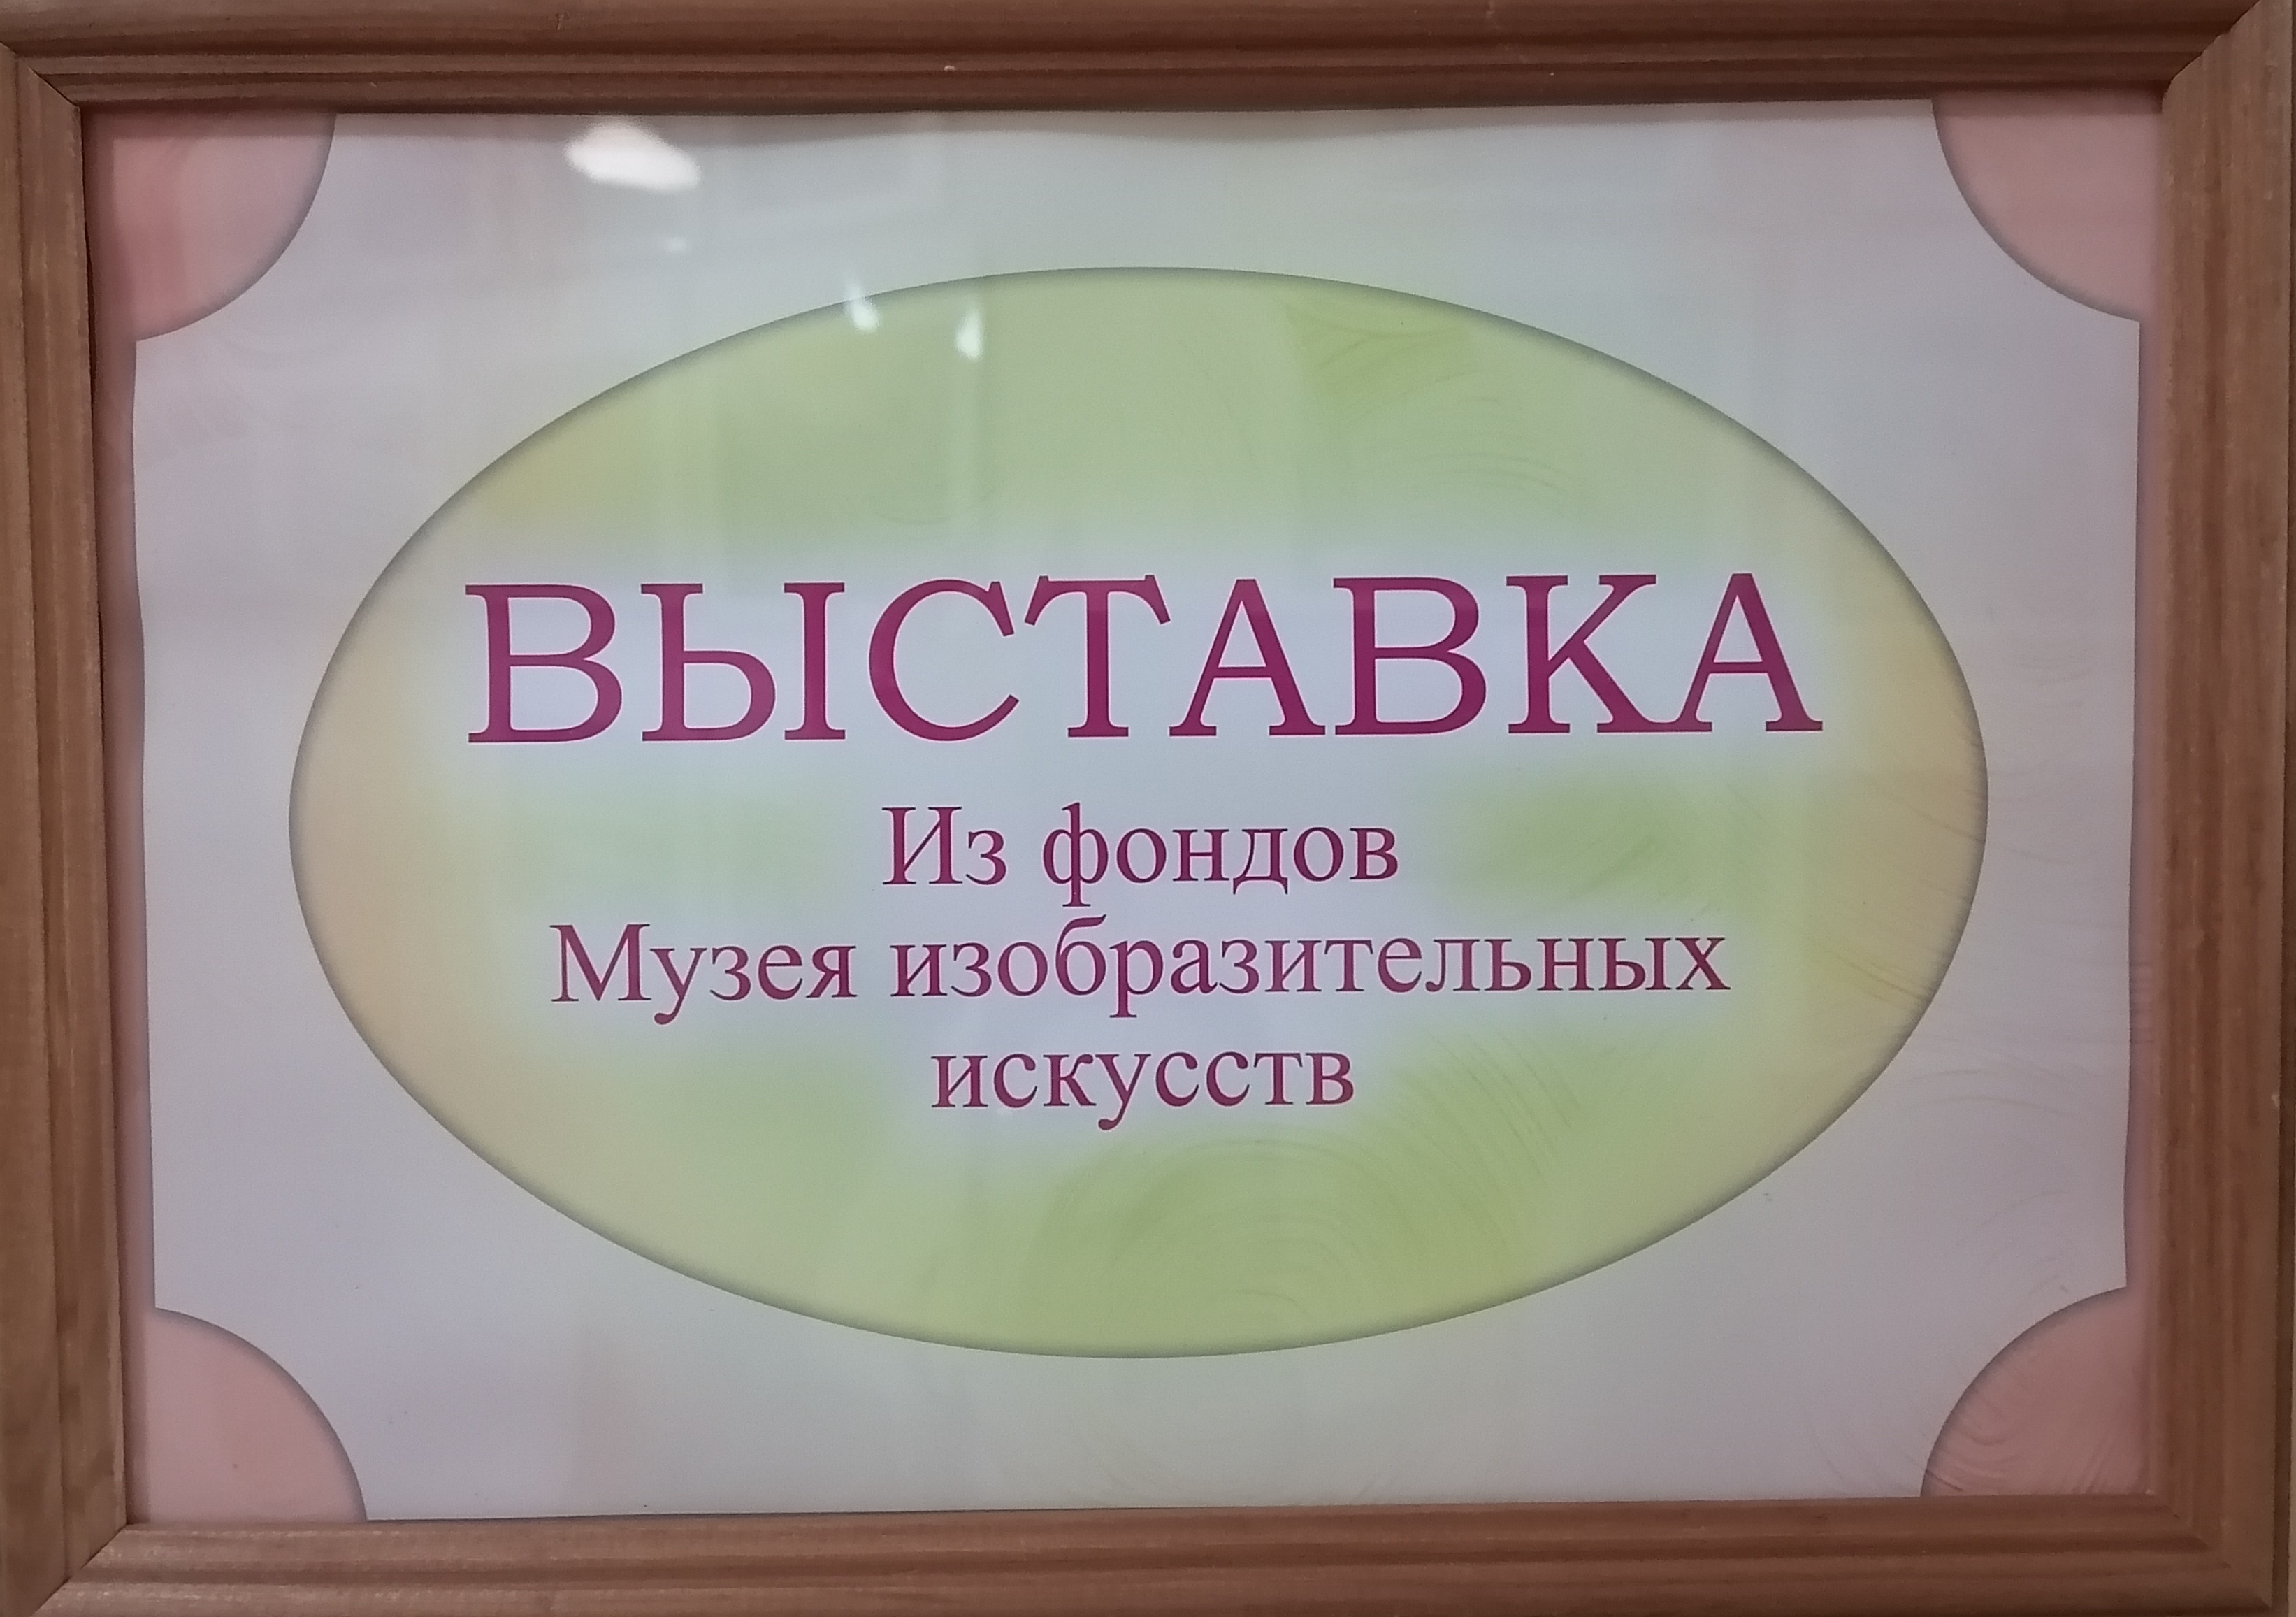 ВЫСТАВКА
Из фондов
Музея изобразительных
искусств